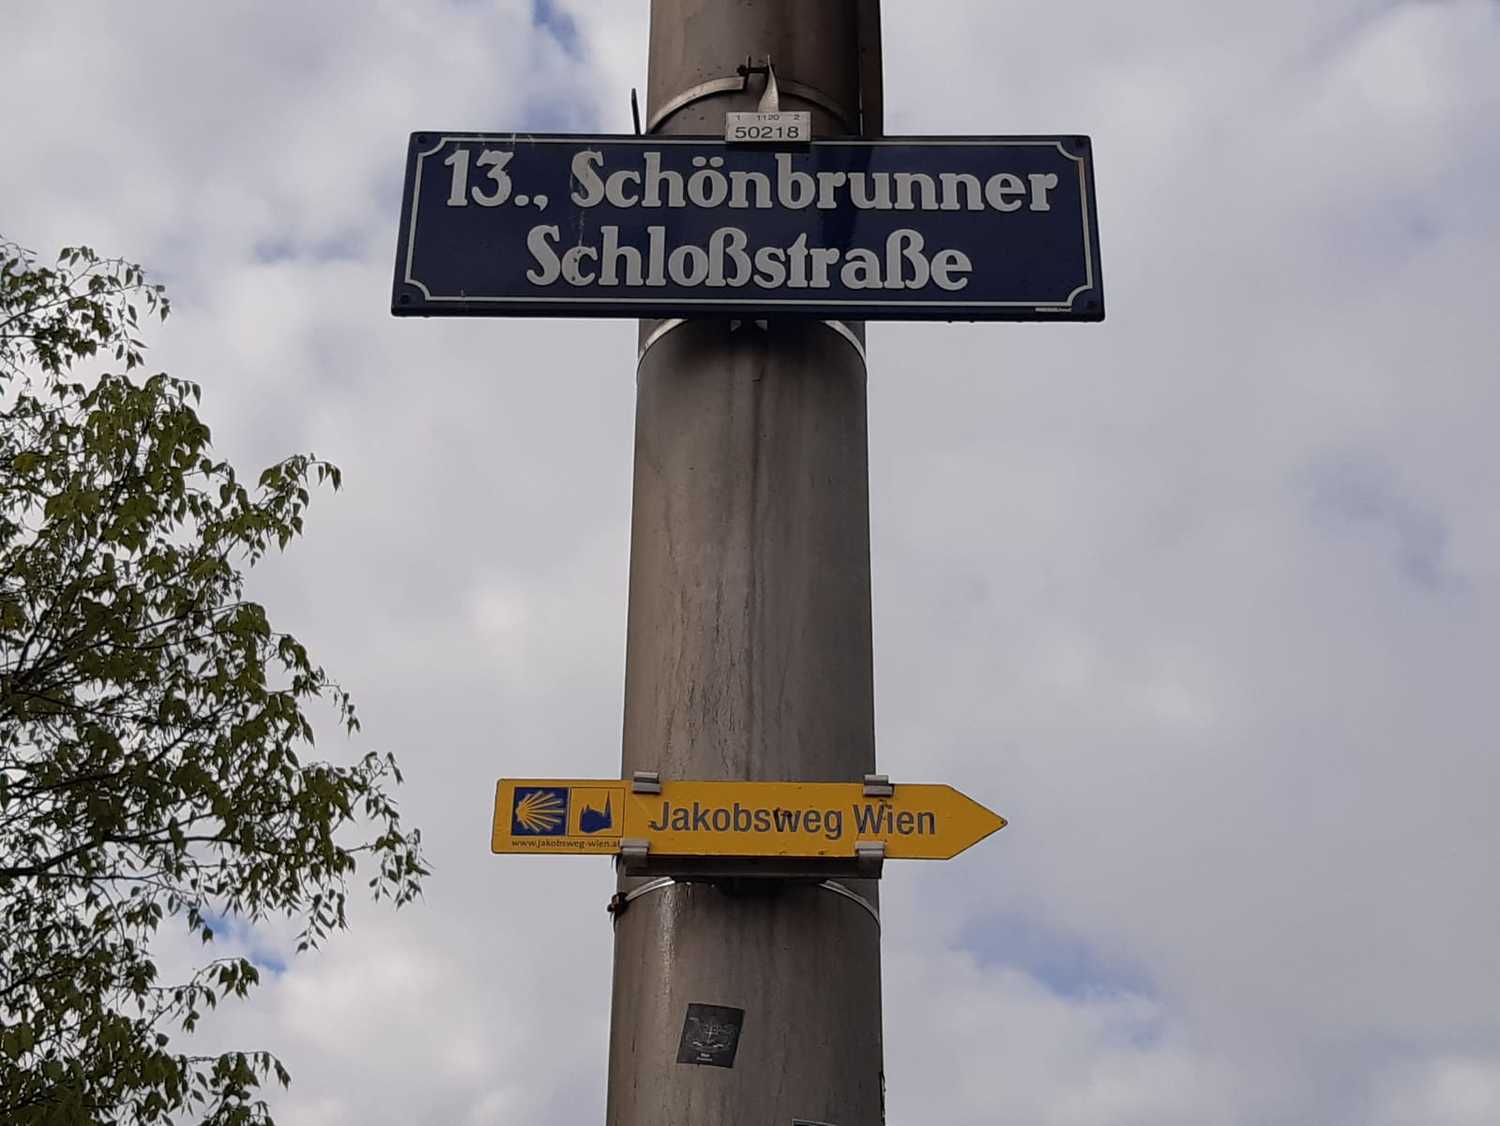 1 1120 2
50218
13., Schönbrunner
Schloßstraße
Jakobsweg Wien
www.jakobsweg-wien.at